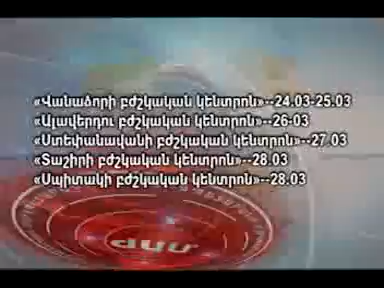 «Վանաձորի բժշկական կենտրոն»--24.03-25.03
«Ալավերդու բժշկական կենտրոն»--26-03
«Ստեփանավանի բժշկական կենտրոն»--27.03
«Տաշիրի բժշկական կենտրոն»--28.03
«Սպիտակի բժշկական կենտրոն»--28.03